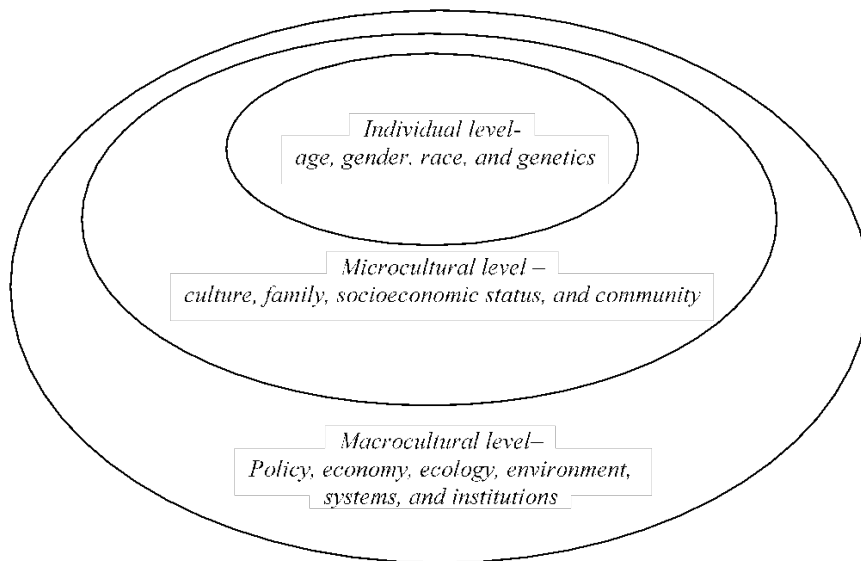 Individual level-
age, gender, race, and genetics
Microcultural level –
culture, family, socioeconomic status, and community
Macrocultural level–
Policy, economy, ecology, environment,
systems, and institutions